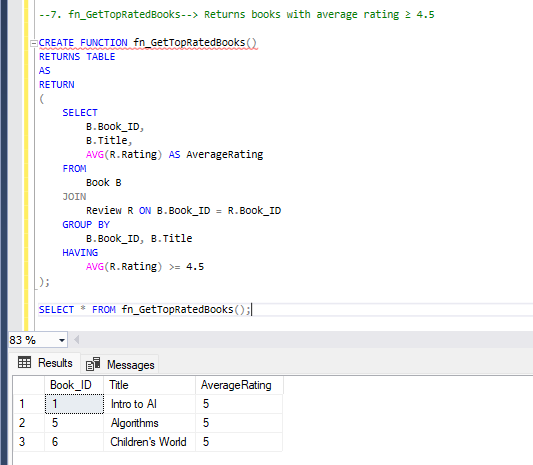 --7. fn_GetTopRatedBooks--> Returns books with average rating ≥ 4.5
CREATE FUNCTION fn_GetTopRatedBooks()
RETURNS TABLE
AS
RETURN
(
SELECT
B.Book_ID,
B.Title,
AVG(R.Rating) AS AverageRating
FROM
Book B
JOIN
Review R ON B.Book_ID = R.Book_ID
GROUP BY
B.Book_ID, B.Title
HAVING
AVG(R.Rating) >= 4.5
);
SELECT * FROM fn_GetTopRatedBooks();
83 %
Results Messages
Book_ID Title AverageRating
1 1 Intro to AI 5
2 5 Algorithms 5
3 6 Children's World 5